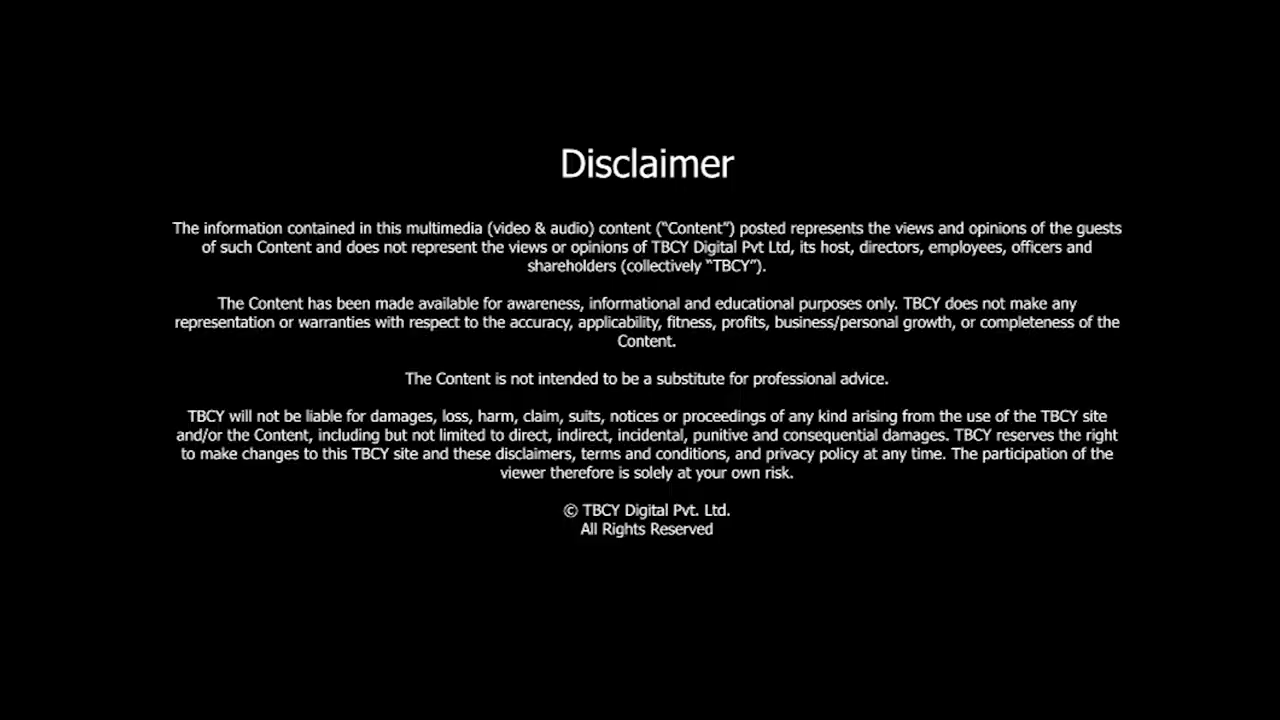 Disclaimer
The information contained in this multimedia (video & audio) content (“Content”) posted represents the views and opinions of the guests
of such Content and does not represent the views or opinions of TBCY Digital Pvt Ltd, its host, directors, employees, officers and
shareholders (collectively “TBCY”).
The Content has been made available for awareness, informational and educational purposes only. TBCY does not make any
representation or warranties with respect to the accuracy, applicability, fitness, profits, business/personal growth, or completeness of the
Content.
The Content is not intended to be a substitute for professional advice.
TBCY will not be liable for damages, loss, harm, claim, suits, notices or proceedings of any kind arising from the use of the TBCY site
and/or the Content, including but not limited to direct, indirect, incidental, punitive and consequential damages. TBCY reserves the right
to make changes to this TBCY site and these disclaimers, terms and conditions, and privacy policy at any time. The participation of the
viewer therefore is solely at your own risk.
© TBCY Digital Pvt. Ltd.
All Rights Reserved